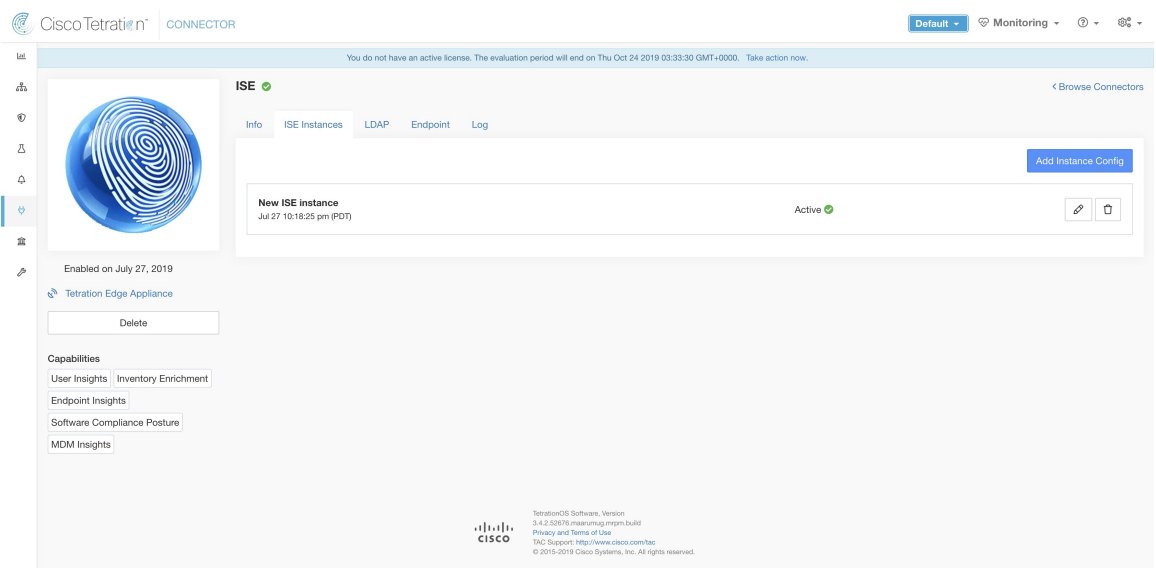 Cisco Tetration™ CONNECTOR
Default Monitoring
You do not have an active license. The evaluation period will end on Thu Oct 24 2019 03:33:30 GMT+0000. Take action now.
ISE
Browse Connectors
Info ISE Instances LDAP Endpoint Log
Add Instance Config
New ISE instance
Jul 27 10:18:25 pm (PDT)
Active
Enabled on July 27, 2019
Tetration Edge Appliance
Delete
Capabilities
User Insights Inventory Enrichment
Endpoint Insights
Software Compliance Posture
MDM Insights
CISCO
TetrationOS Software, Version
3.4.2.52676.maarumug.mrpm.build
Privacy and Terms of Use
TAC Support: http://www.cisco.com/tac
© 2015-2019 Cisco Systems, Inc. All rights reserved.